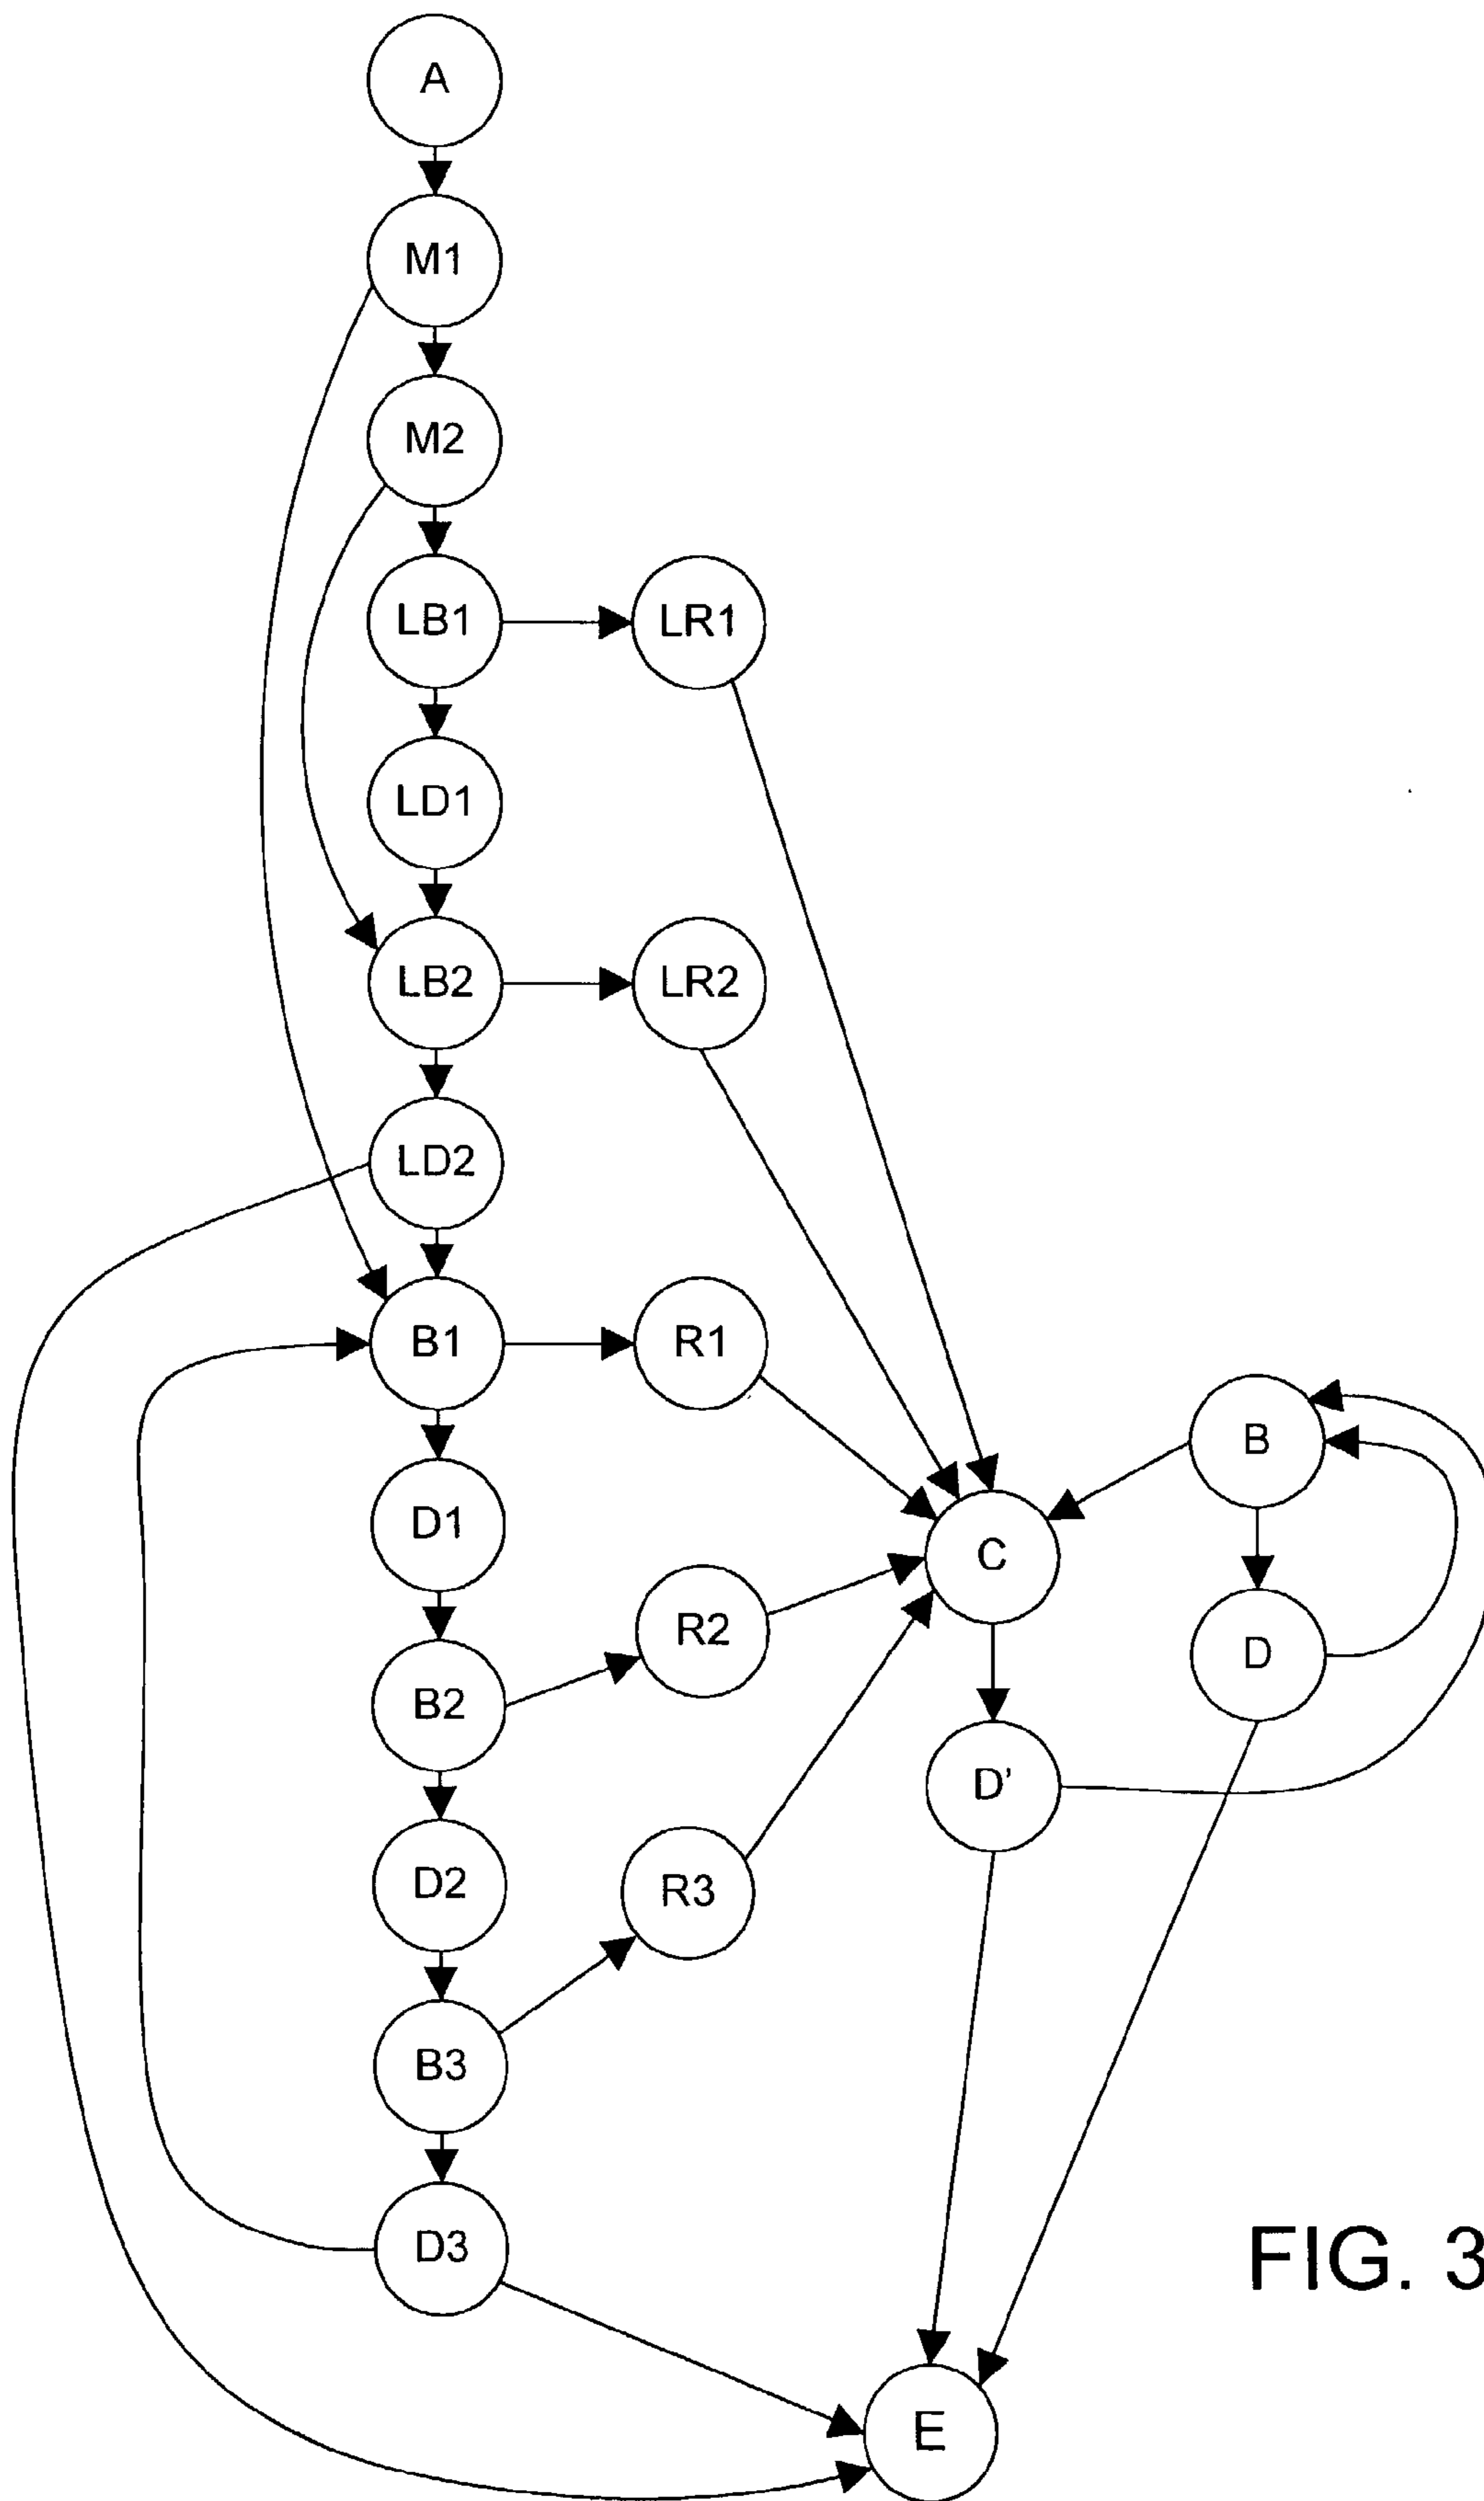 A
M1
M2
LB1 LR1
LD1
LB2 LR2
LD2
B1 R1
B
D1
C
R2
D
B2
D'
D2
R3
B3
D3
FIG. 3
E